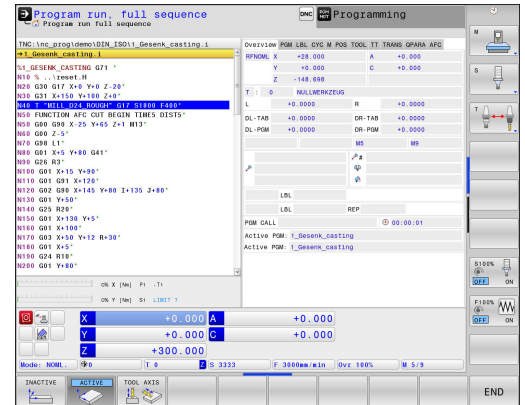 Program run, full sequence
DNC
Programming
Program run full sequence
TNC:\nc_prog\demo\DIN_ISO\1_Gesenk_casting.i
→1_Gesenk_casting.i
%1_GESENK_CASTING G71 *
N10 % ..\reset.H
N20 G30 G17 X+0 Y+0 Z-20*
N30 G31 X+150 Y+100 Z+0*
N40 T "MILL_D24_ROUGH" G17 S1800 F400*
N50 FUNCTION AFC CUT BEGIN TIME5 DIST5*
N50 G00 G90 X-25 Y+65 Z+1 M13*
N60 G00 Z-5*
N70 G98 L1*
N80 G01 X+5 Y+80 G41*
N90 G26 R3*
N100 G01 X+15 Y+90*
N110 G01 G91 X+120*
N120 G02 G90 X+145 Y+80 I+135 J+80*
N130 G01 Y+50*
N140 G25 R20*
N150 G01 X+130 Y+5*
N160 G01 X+100*
N170 G03 X+50 Y+12 R+30*
N180 G01 X+5*
N190 G24 R10*
N200 G01 Y+80*
0% X [Nm] P1 -T1
0% Y [Nm] S1 LIMIT 1
Overview PGM LBL CYC M POS TOOL TT TRANS QPARA AFC
RFNOML X +28.000 A +0.000
Y +0.000 C +0.000
Z -148.698
T : 0 NULLWERKZEUG
L +0.0000 R +0.0000
DL-TAB +0.0000 DR-TAB +0.0000
DL-PGM +0.0000 DR-PGM +0.0000
M5 M9
LBL
LBL REP
PGM CALL 00:00:01
Active PGM: 1_Gesenk_casting
Active PGM: 1_Gesenk_casting
X +0.000 A +0.000
Y +0.000 C +0.000
Z +300.000
Mode: NOML. 0 T 0 Z S 3333 F 3000mm/min Ovr 100% M 5/9
INACTIVE ACTIVE TOOL AXIS END
M
S
T
S100%
OFF ON
F100%
OFF ON